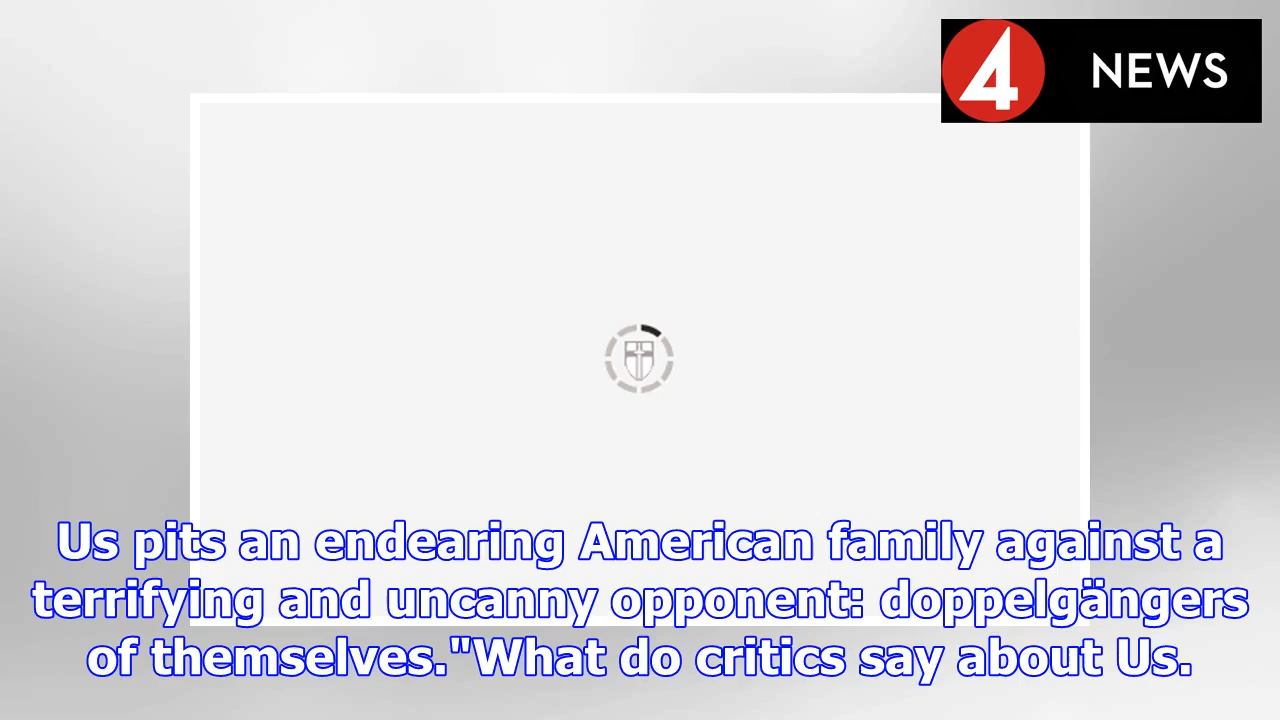 4 NEWS
Us pits an endearing American family against a
terrifying and uncanny opponent: doppelgängers
of themselves."What do critics say about Us.